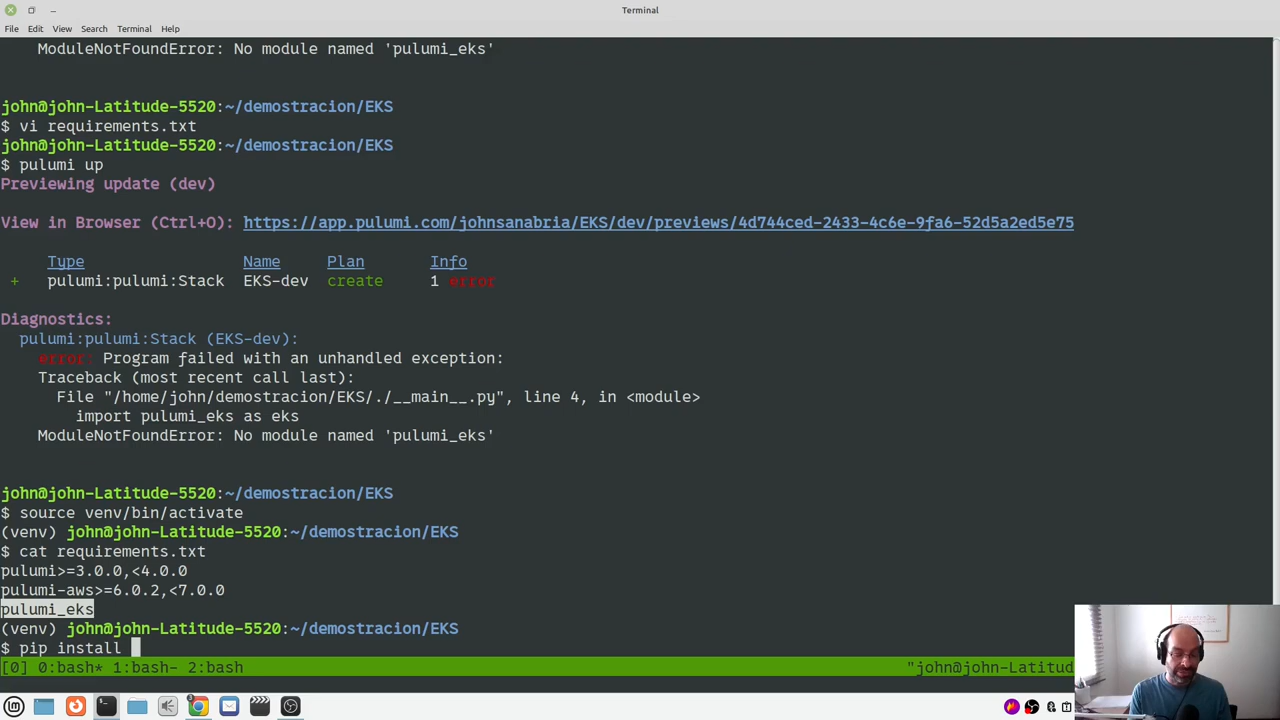 Terminal
File Edit View Search Terminal Help
ModuleNotFoundError: No module named 'pulumi_eks'
john@john-Latitude-5520:~/demostracion/EKS
$ vi requirements.txt
john@john-Latitude-5520:~/demostracion/EKS
$ pulumi up
Previewing update (dev)
View in Browser (Ctrl+O): https://app.pulumi.com/johnsanabria/EKS/dev/previews/4d744ced-2433-4c6e-9fa6-52d5a2ed5e75
Type Name Plan Info
+ pulumi:pulumi:Stack EKS-dev create 1 error
Diagnostics:
pulumi:pulumi:Stack (EKS-dev):
error: Program failed with an unhandled exception:
Traceback (most recent call last):
File "/home/john/demostracion/EKS/./__main__.py", line 4, in <module>
import pulumi_eks as eks
ModuleNotFoundError: No module named 'pulumi_eks'
john@john-Latitude-5520:~/demostracion/EKS
$ source venv/bin/activate
(venv) john@john-Latitude-5520:~/demostracion/EKS
$ cat requirements.txt
pulumi>=3.0.0,<4.0.0
pulumi-aws>=6.0.2,<7.0.0
pulumi_eks
(venv) john@john-Latitude-5520:~/demostracion/EKS
$ pip install
[0] 0:bash* 1:bash- 2:bash "john@john-Latitud
3